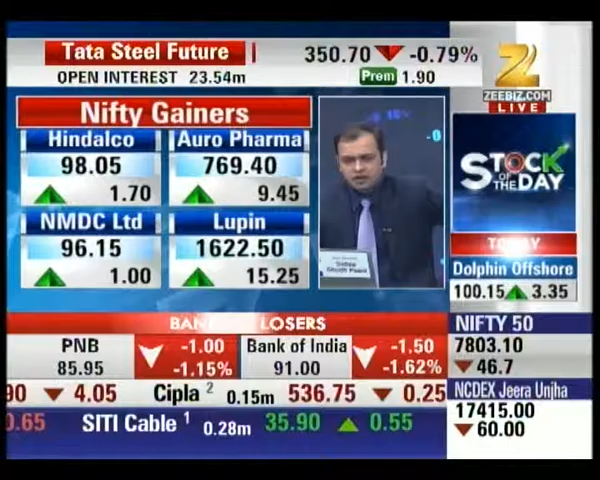 Tata Steel Future
350.70 -0.79%
OPEN INTEREST 23.54m
Prem 1.90
ZEEBIZ.COM
LIVE
Nifty Gainers
Hindalco
98.05
1.70
Auro Pharma
769.40
9.45
NMDC Ltd
96.15
1.00
Lupin
1622.50
15.25
STOCK
OF THE DAY
TODAY
Dolphin Offshore
100.15 3.35
LOSERS
PNB
85.95
-1.00
-1.15%
Bank of India
91.00
-1.50
-1.62%
NIFTY 50
7803.10
46.7
90 4.05 Cipla 2 0.15m 536.75 0.25
NCDEX Jeera Unjha
17415.00
60.00
0.65 SITI Cable 1 0.28m 35.90 0.55